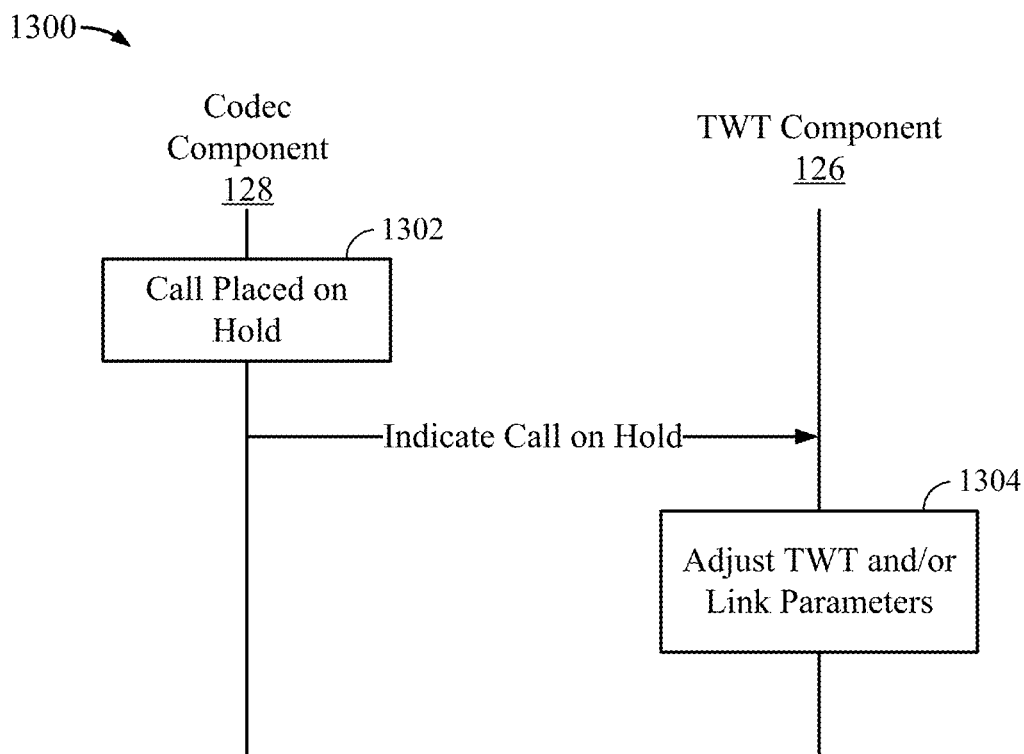 1300
Codec
Component
128
TWT Component
126
1302
Call Placed on
Hold
Indicate Call on Hold
1304
Adjust TWT and/or
Link Parameters